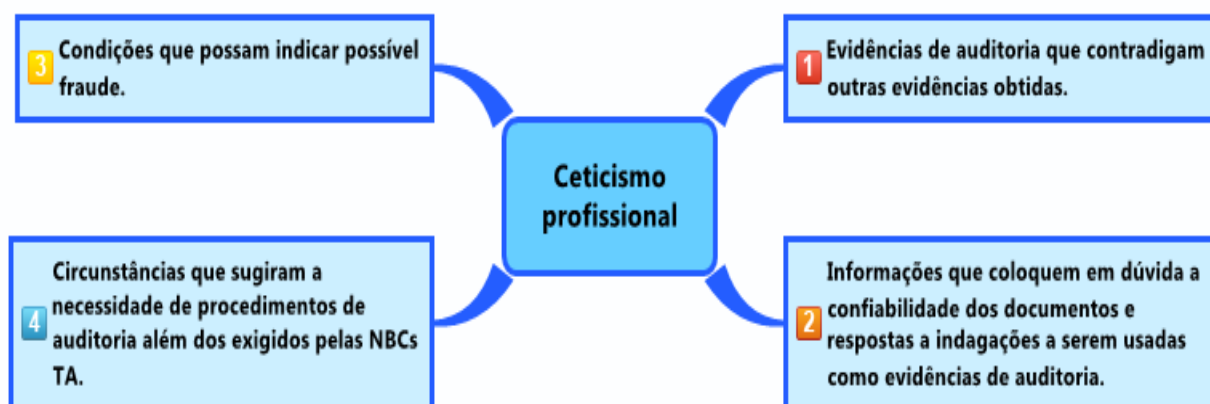 3 Condições que possam indicar possível
fraude.
1 Evidências de auditoria que contradigam
outras evidências obtidas.
Ceticismo
profissional
4 Circunstâncias que sugiram a
necessidade de procedimentos de
auditoria além dos exigidos pelas NBCs
TA.
2 Informações que coloquem em dúvida a
confiabilidade dos documentos e
respostas a indagações a serem usadas
como evidências de auditoria.